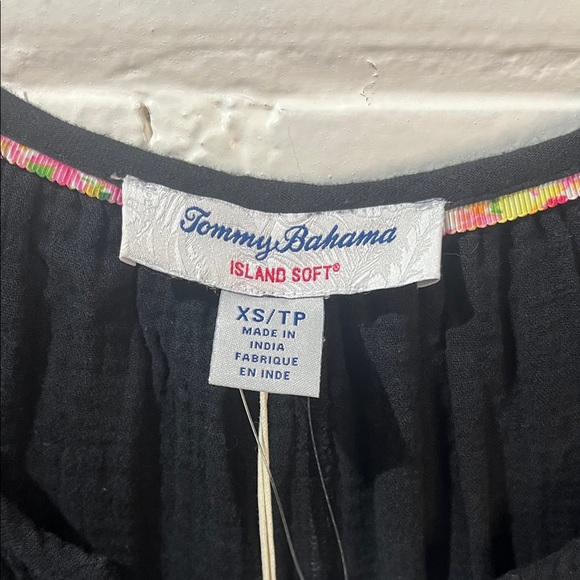 Tommy Bahama
ISLAND SOFT®
XS/TP
MADE IN
INDIA
FABRIQUE
EN INDE